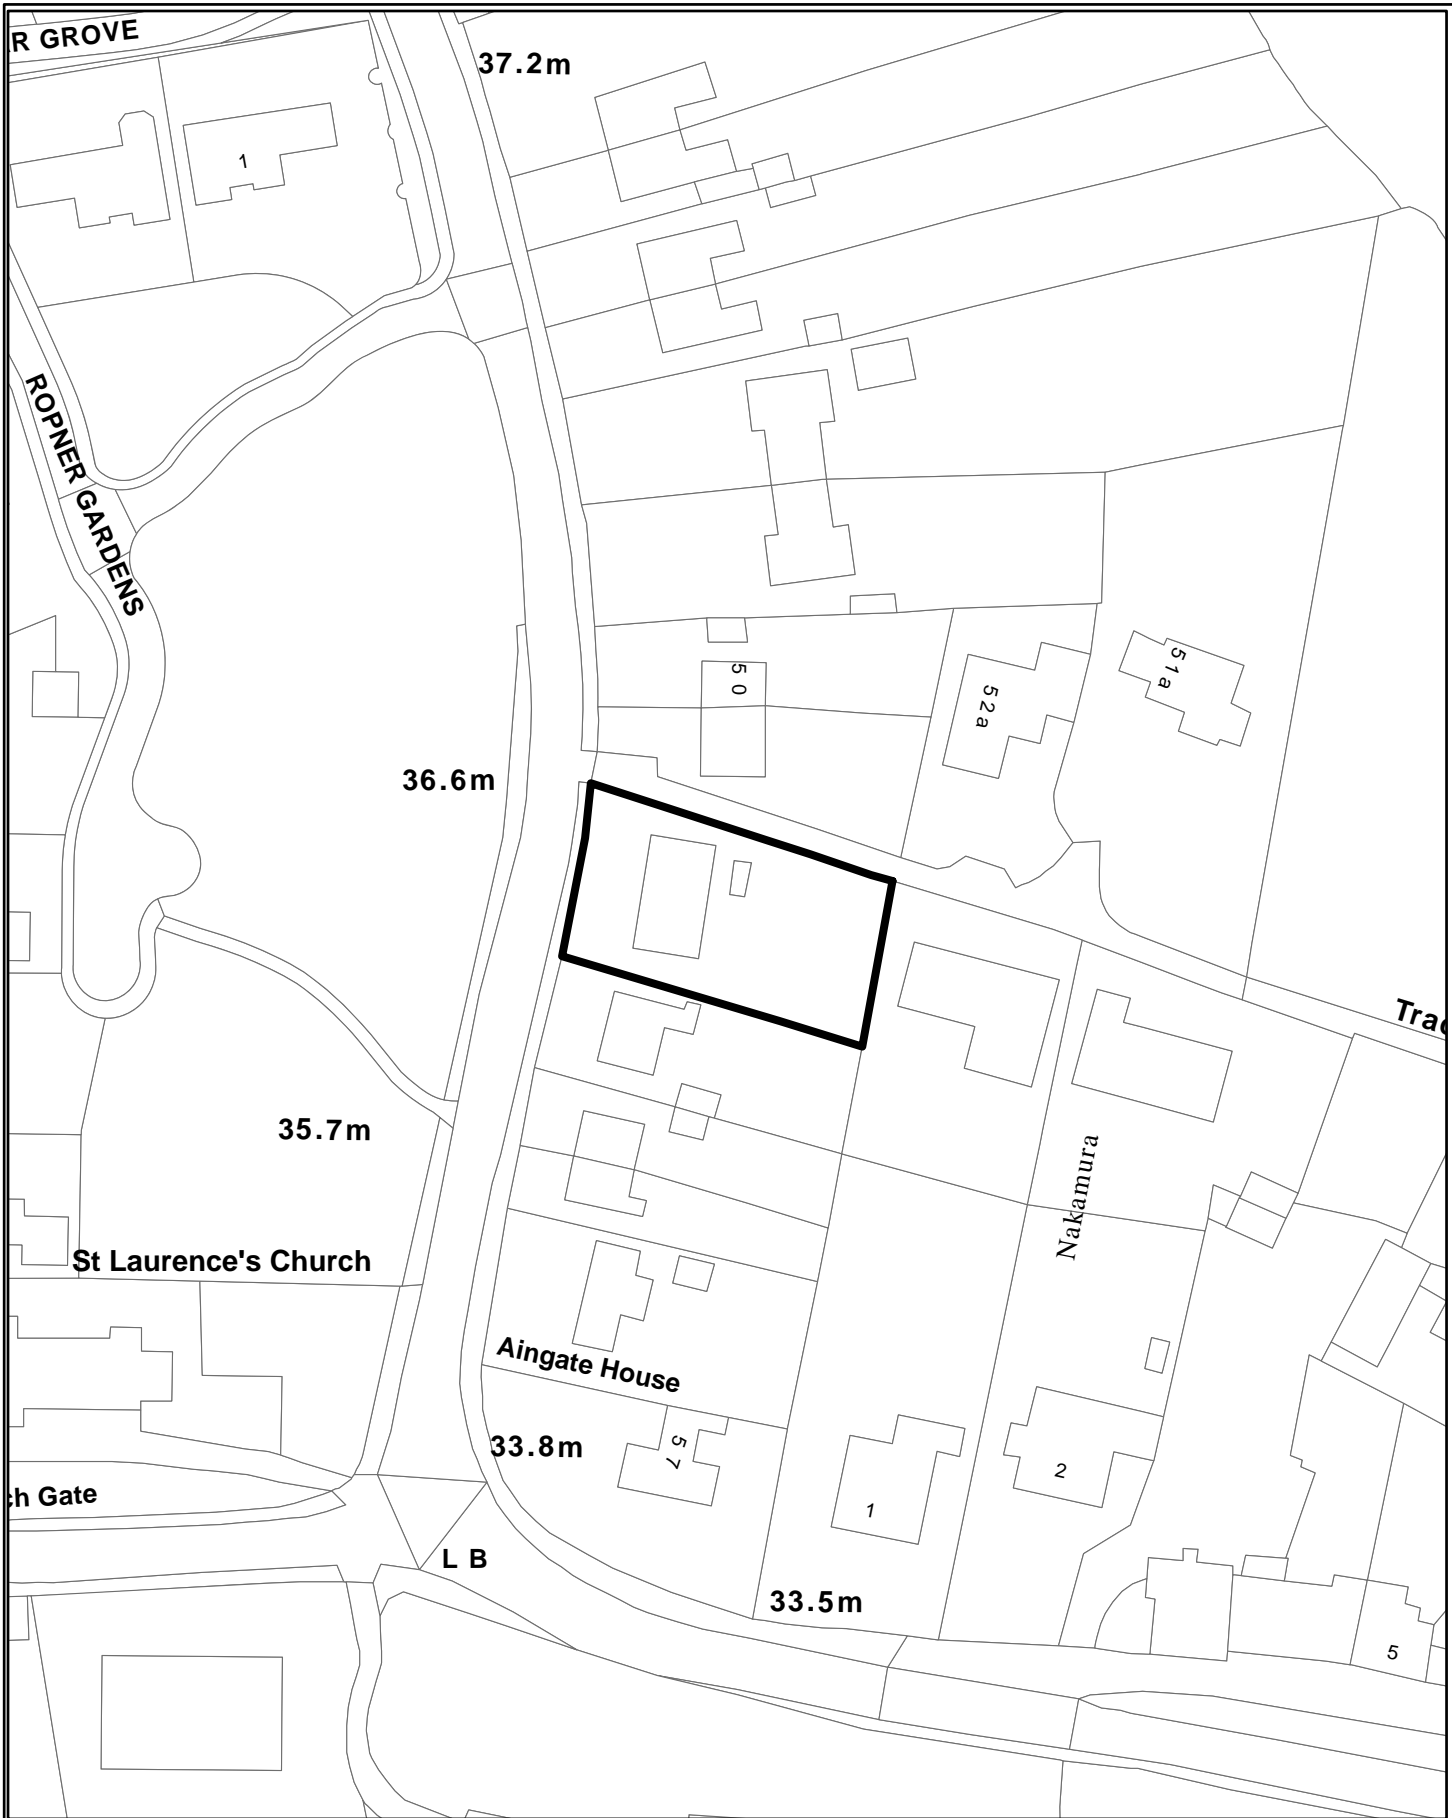 R GROVE
37.2m
1
ROPNER GARDENS
50
52a
51a
36.6m
Trac
35.7m
Nakamura
St Laurence's Church
Aingate House
57
33.8m
1
2
ch Gate
L B
33.5m
5